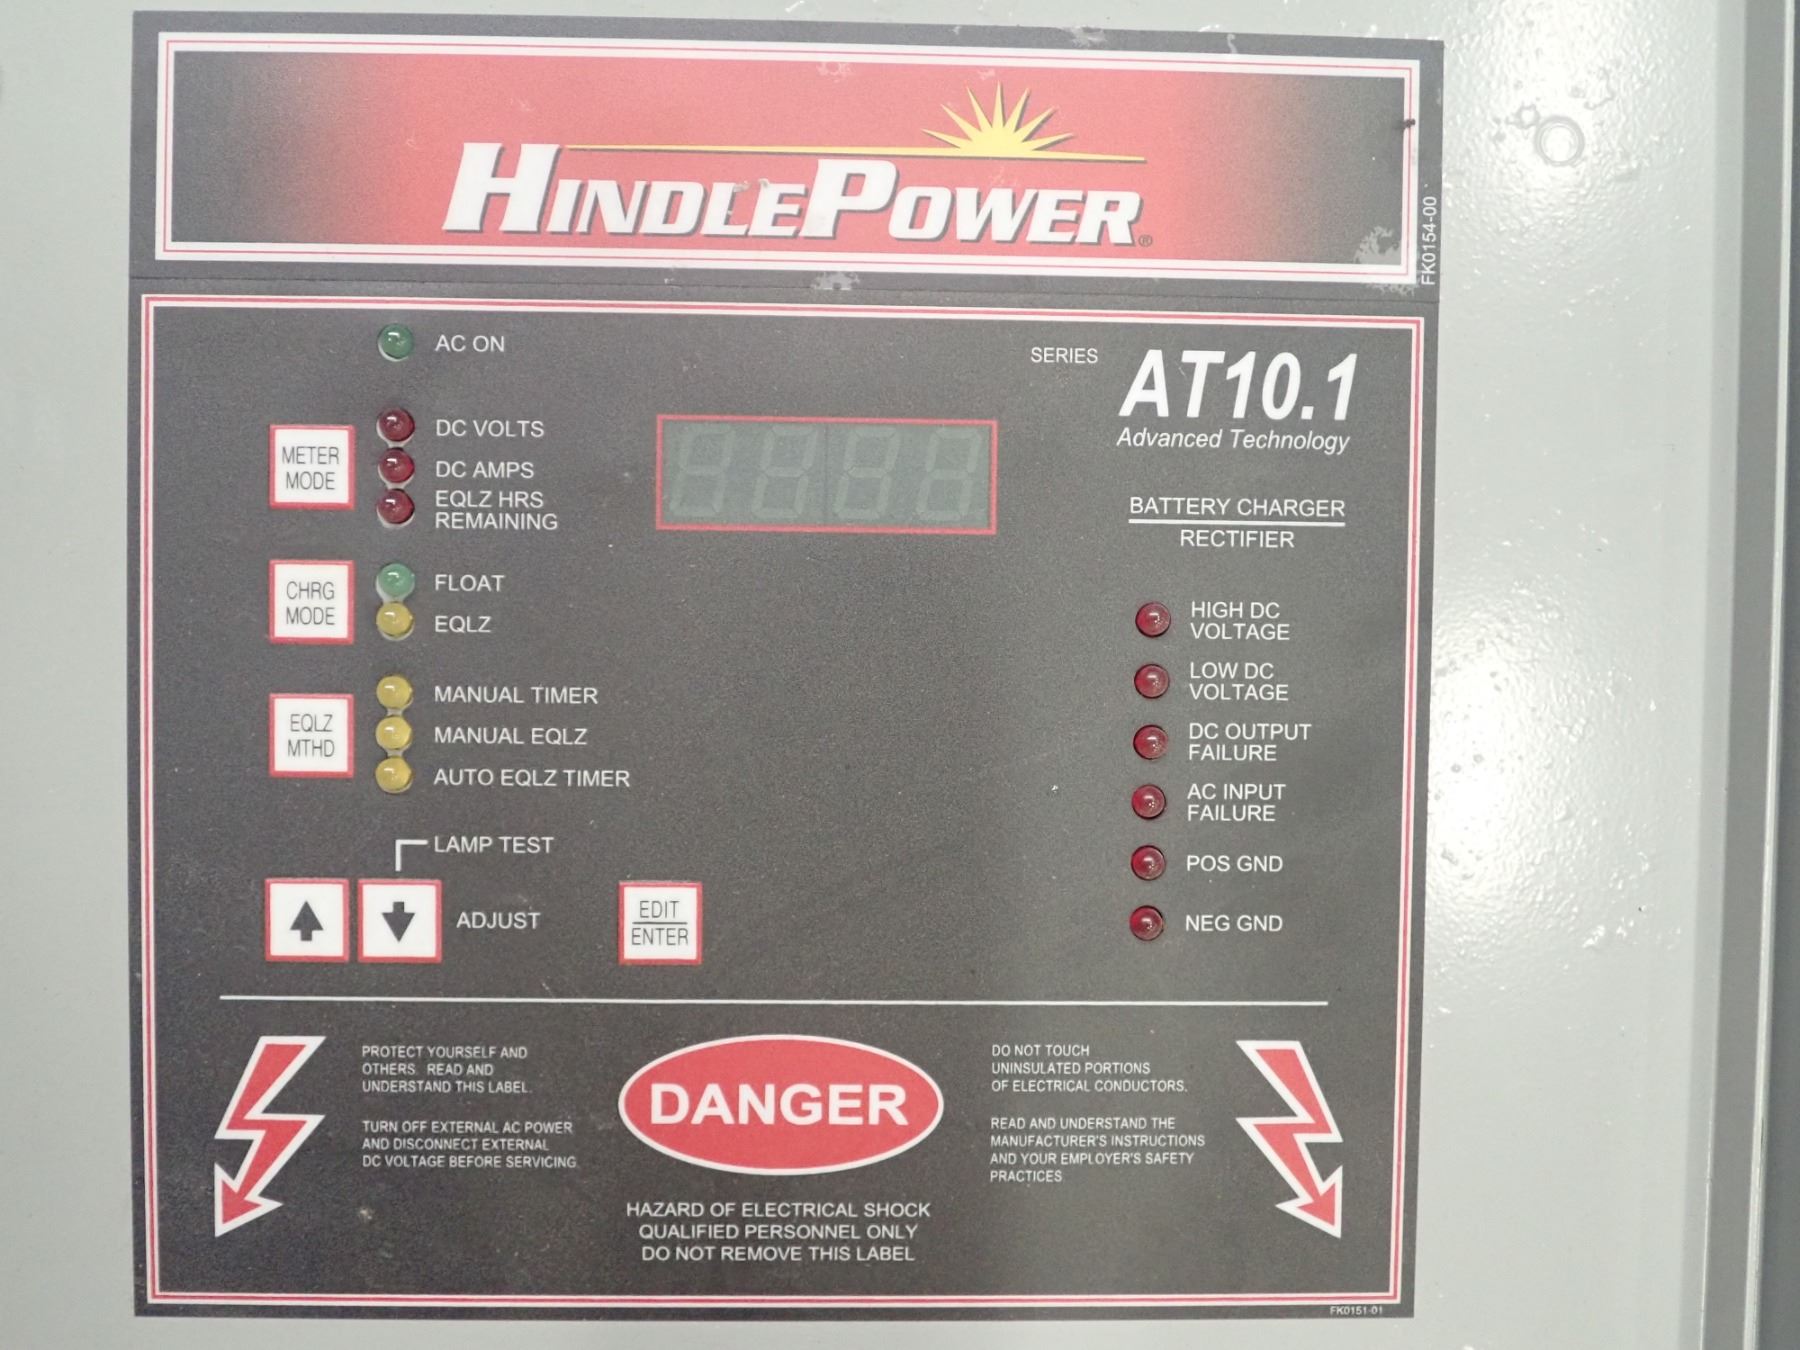 HINDLEPOWER®
FK0154-00
AC ON
SERIES AT10.1
Advanced Technology
METER
MODE
DC VOLTS
DC AMPS
EQLZ HRS
REMAINING
BATTERY CHARGER
RECTIFIER
CHRG
MODE
FLOAT
EQLZ
EQLZ
MTHD
MANUAL TIMER
MANUAL EQLZ
AUTO EQLZ TIMER
HIGH DC
VOLTAGE
LOW DC
VOLTAGE
DC OUTPUT
FAILURE
AC INPUT
FAILURE
POS GND
NEG GND
LAMP TEST
ADJUST
EDIT
ENTER
PROTECT YOURSELF AND
OTHERS. READ AND
UNDERSTAND THIS LABEL.
TURN OFF EXTERNAL AC POWER
AND DISCONNECT EXTERNAL
DC VOLTAGE BEFORE SERVICING.
DANGER
HAZARD OF ELECTRICAL SHOCK
QUALIFIED PERSONNEL ONLY
DO NOT REMOVE THIS LABEL
DO NOT TOUCH
UNINSULATED PORTIONS
OF ELECTRICAL CONDUCTORS.
READ AND UNDERSTAND THE
MANUFACTURER'S INSTRUCTIONS
AND YOUR EMPLOYER'S SAFETY
PRACTICES
FK0151-01